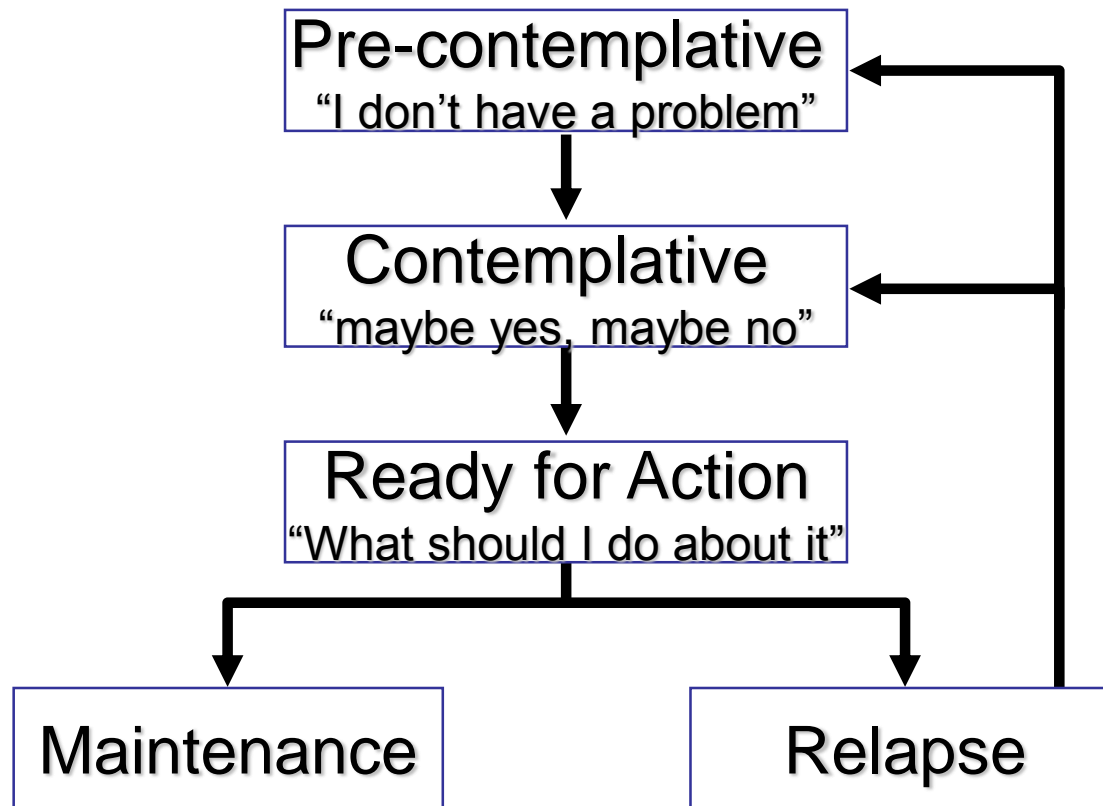 Pre-contemplative
“I don’t have a problem”
Contemplative
“maybe yes, maybe no”
Ready for Action
“What should I do about it”
Maintenance
Relapse